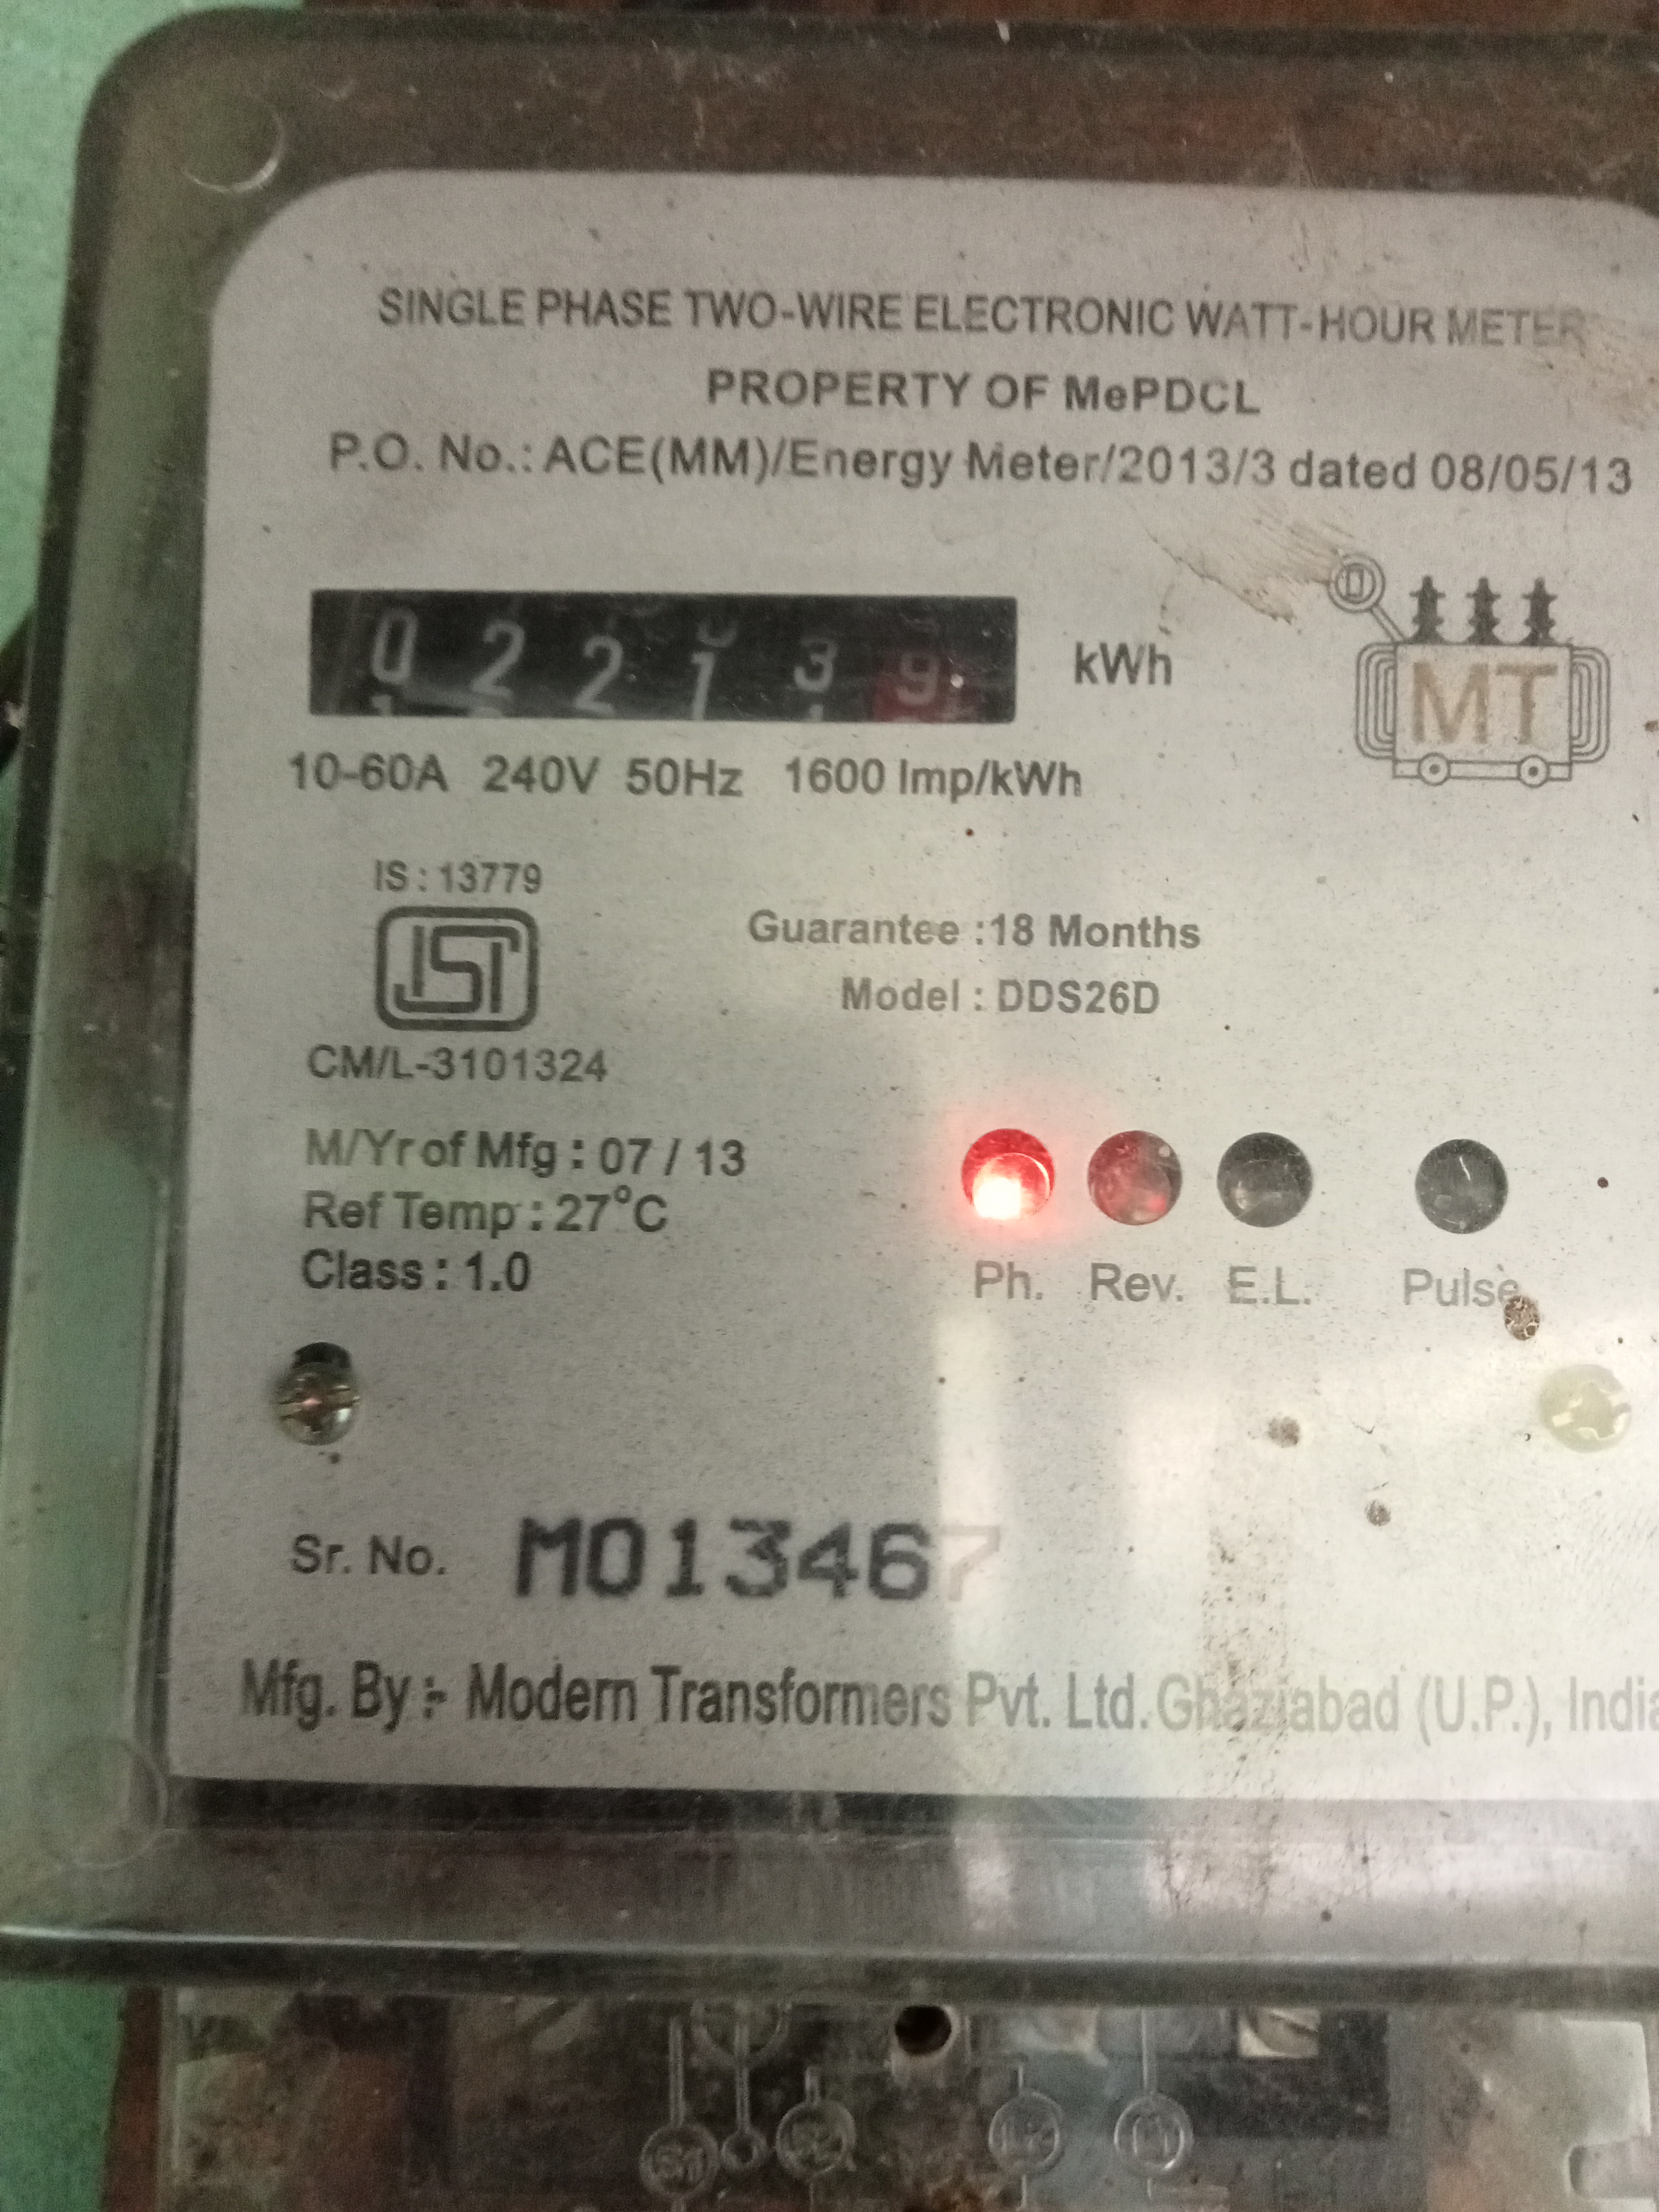 SINGLE PHASE TWO-WIRE ELECTRONIC WATT-HOUR METER
PROPERTY OF MePDCL
P.O. No.: ACE(MM)/Energy Meter/2013/3 dated 08/05/13
0 2 2 1 3 9 kWh
MT
10-60A 240V 50Hz 1600 Imp/kWh
IS : 13779
ISI
Guarantee :18 Months
Model : DDS26D
CM/L-3101324
M/Yr of Mfg : 07 / 13
Ref Temp : 27°C
Class : 1.0
Ph. Rev. E.L. Pulse
Sr. No. M013467
Mfg. By :- Modern Transformers Pvt. Ltd. Ghaziabad (U.P.), India